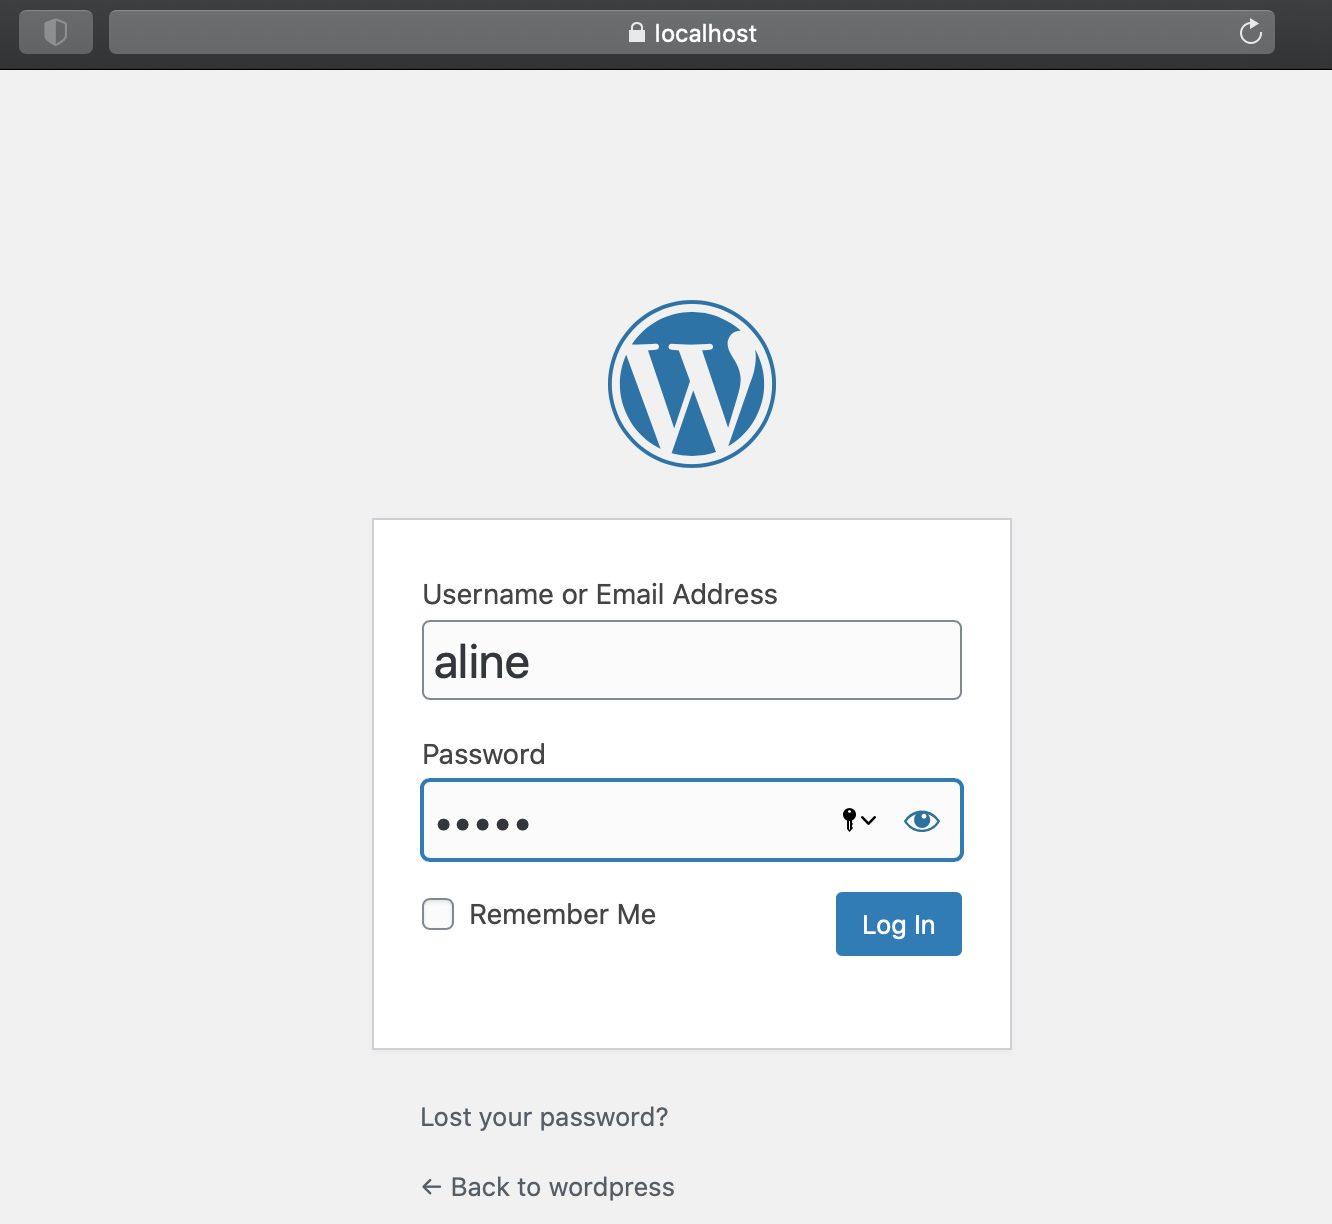 localhost
Username or Email Address
aline
Password
•••••
Remember Me
Log In
Lost your password?
← Back to wordpress